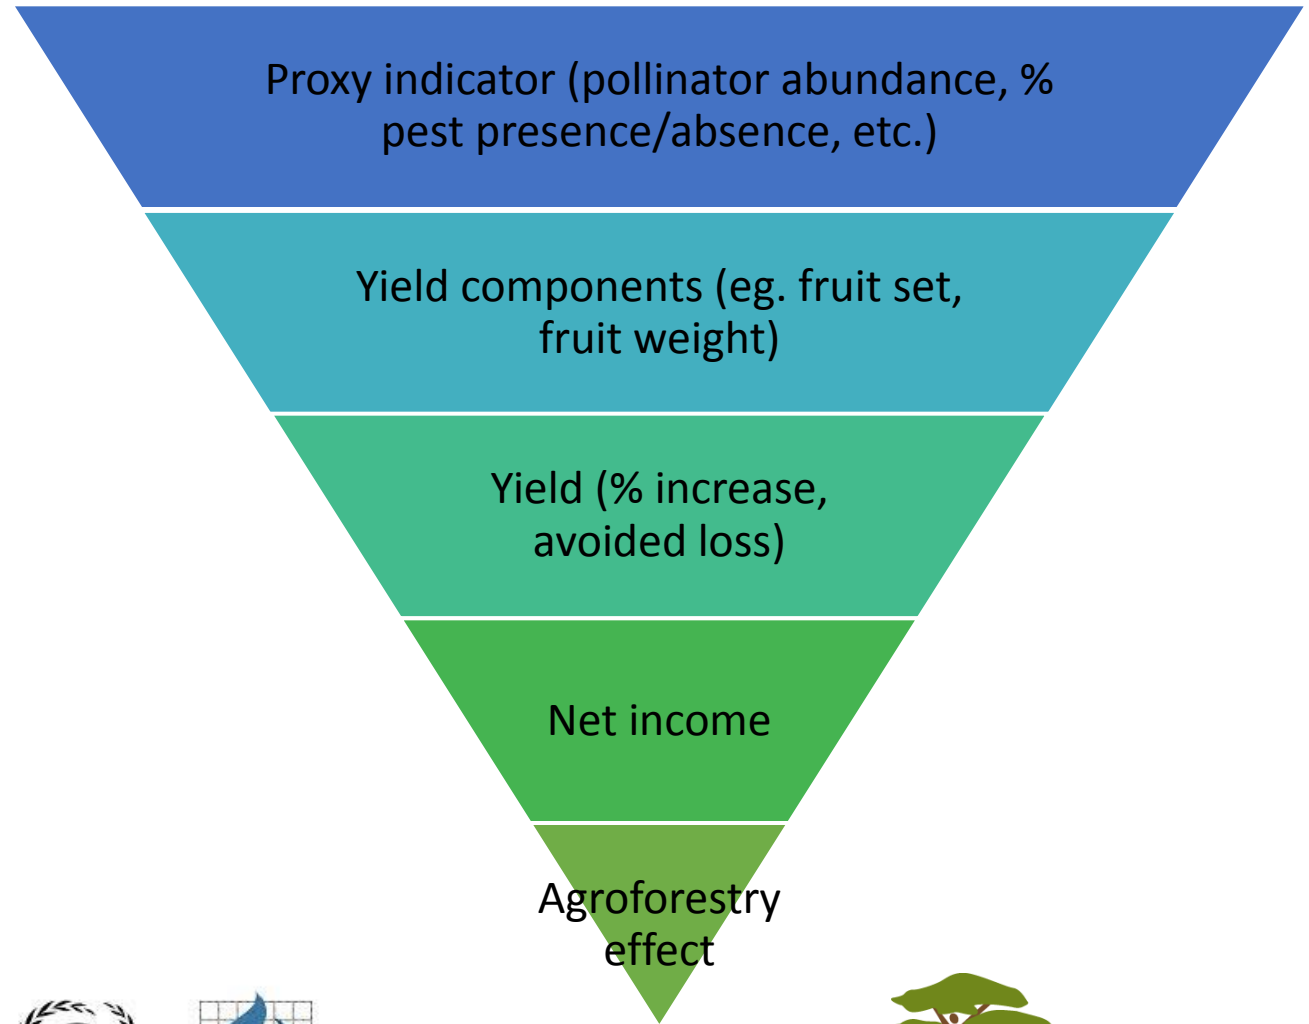 Proxy indicator (pollinator abundance, %
pest presence/absence, etc.)
Yield components (eg. fruit set,
fruit weight)
Yield (% increase,
avoided loss)
Net income
Agroforestry
effect